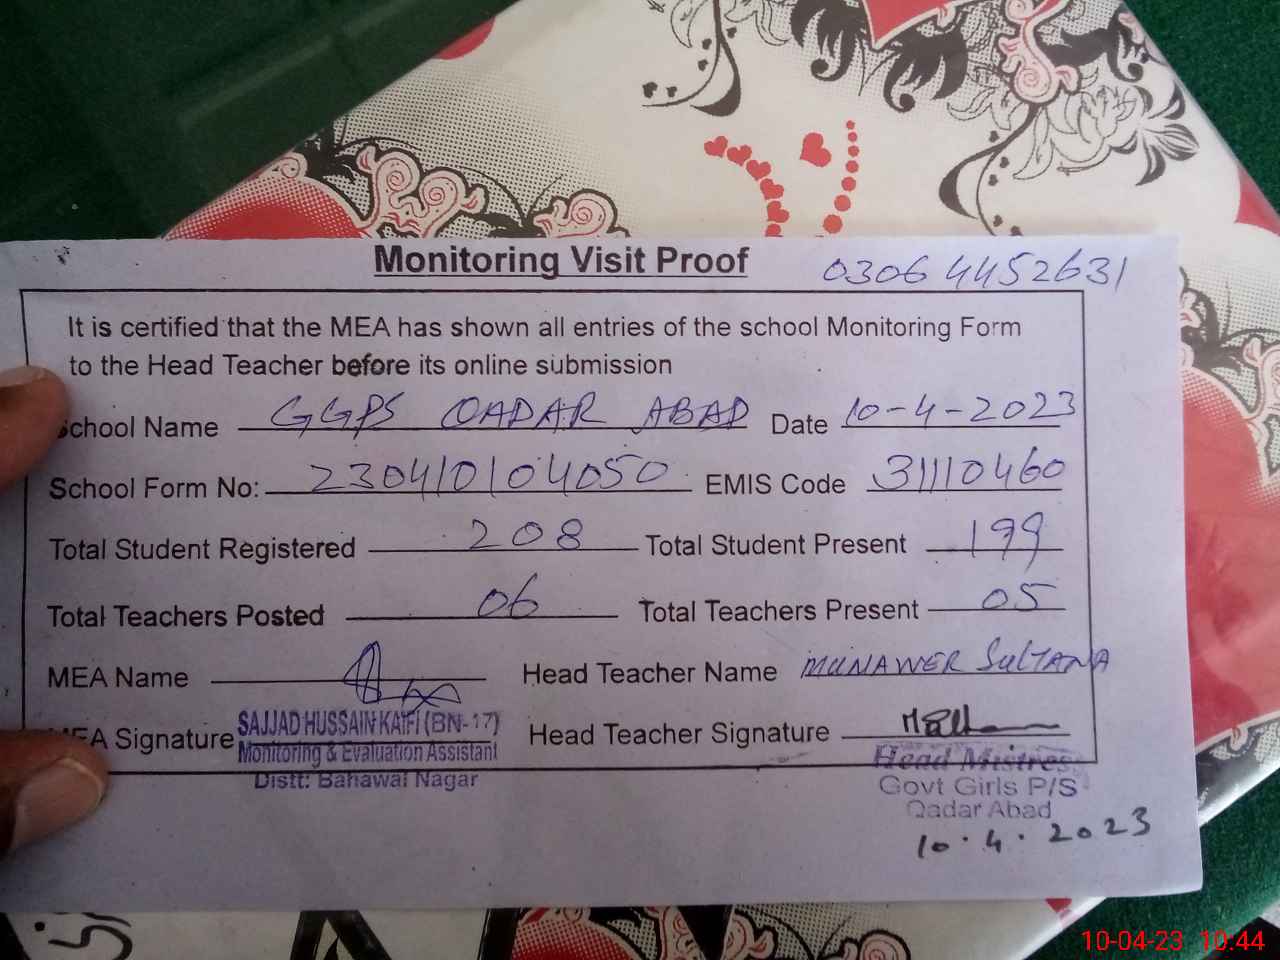 Monitoring Visit Proof 03064452631
It is certified that the MEA has shown all entries of the school Monitoring Form
to the Head Teacher before its online submission
School Name GGPS QADAR ABAD Date 10-4-2023
School Form No: 230410104050 EMIS Code 31110460
Total Student Registered 208 Total Student Present 199
Total Teachers Posted 06 Total Teachers Present 05
MEA Name Head Teacher Name MUNAWER SULTANA
MEA Signature Head Teacher Signature
SAJJAD HUSSAIN KAIFI (BN-17)
Monitoring & Evaluation Assistant
Distt: Bahawal Nagar
Head Mistress
Govt Girls P/S
Qadar Abad
10.4.2023
10-04-23 10:44